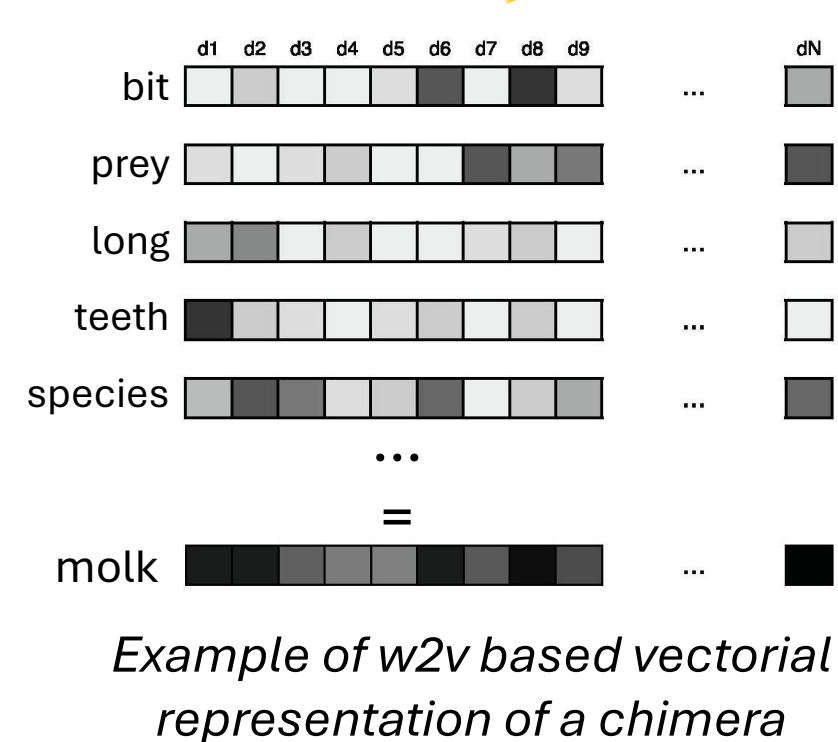 d1 d2 d3 d4 d5 d6 d7 d8 d9 dN
bit ...
prey ...
long ...
teeth ...
species ...
...
=
molk ...
Example of w2v based vectorial
representation of a chimera